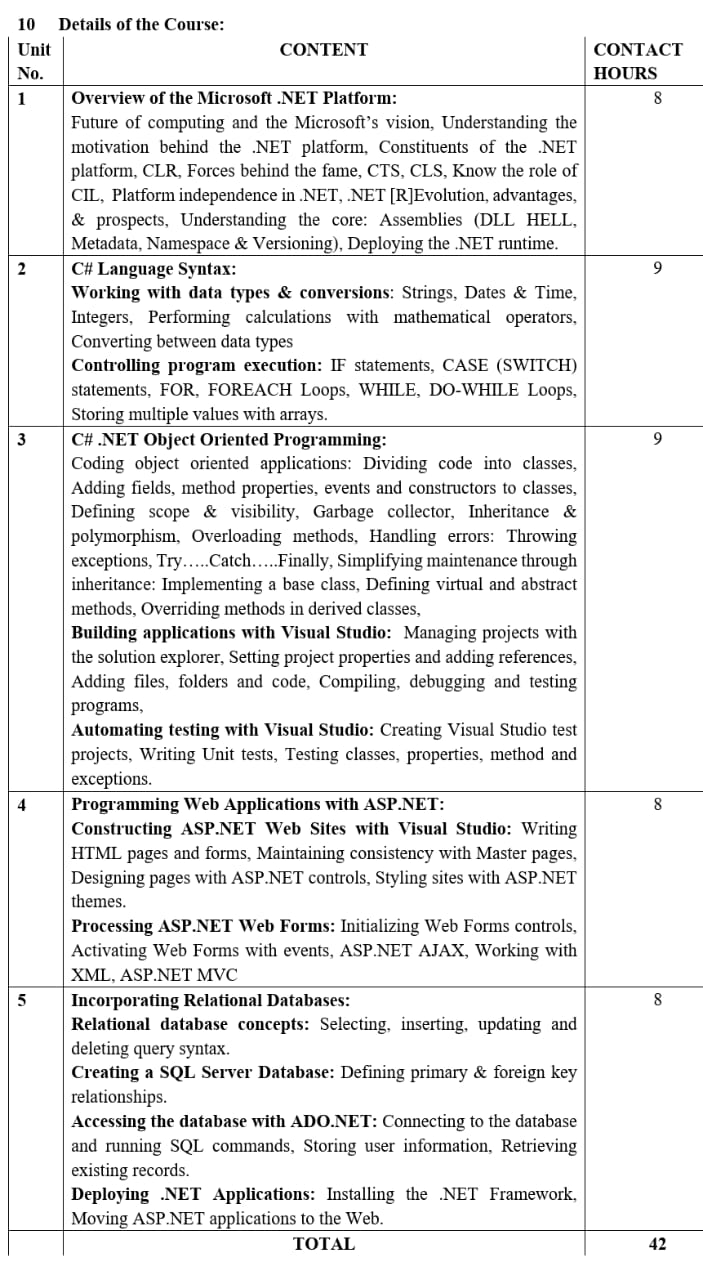 10 Details of the Course:
Unit No. CONTENT CONTACT HOURS
1 Overview of the Microsoft .NET Platform: 8
Future of computing and the Microsoft's vision, Understanding the
motivation behind the .NET platform, Constituents of the .NET
platform, CLR, Forces behind the fame, CTS, CLS, Know the role of
CIL, Platform independence in .NET, .NET [R]Evolution, advantages,
& prospects, Understanding the core: Assemblies (DLL HELL,
Metadata, Namespace & Versioning), Deploying the .NET runtime.
2 C# Language Syntax: 9
Working with data types & conversions: Strings, Dates & Time,
Integers, Performing calculations with mathematical operators,
Converting between data types
Controlling program execution: IF statements, CASE (SWITCH)
statements, FOR, FOREACH Loops, WHILE, DO-WHILE Loops,
Storing multiple values with arrays.
3 C# .NET Object Oriented Programming: 9
Coding object oriented applications: Dividing code into classes,
Adding fields, method properties, events and constructors to classes,
Defining scope & visibility, Garbage collector, Inheritance &
polymorphism, Overloading methods, Handling errors: Throwing
exceptions, Try.....Catch.....Finally, Simplifying maintenance through
inheritance: Implementing a base class, Defining virtual and abstract
methods, Overriding methods in derived classes,
Building applications with Visual Studio: Managing projects with
the solution explorer, Setting project properties and adding references,
Adding files, folders and code, Compiling, debugging and testing
programs,
Automating testing with Visual Studio: Creating Visual Studio test
projects, Writing Unit tests, Testing classes, properties, method and
exceptions.
4 Programming Web Applications with ASP.NET: 8
Constructing ASP.NET Web Sites with Visual Studio: Writing
HTML pages and forms, Maintaining consistency with Master pages,
Designing pages with ASP.NET controls, Styling sites with ASP.NET
themes.
Processing ASP.NET Web Forms: Initializing Web Forms controls,
Activating Web Forms with events, ASP.NET AJAX, Working with
XML, ASP.NET MVC
5 Incorporating Relational Databases: 8
Relational database concepts: Selecting, inserting, updating and
deleting query syntax.
Creating a SQL Server Database: Defining primary & foreign key
relationships.
Accessing the database with ADO.NET: Connecting to the database
and running SQL commands, Storing user information, Retrieving
existing records.
Deploying .NET Applications: Installing the .NET Framework,
Moving ASP.NET applications to the Web.
TOTAL 42